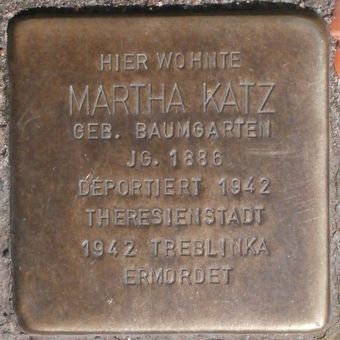 HIER WOHNTE
MARTHA KATZ
GEB. BAUMGARTEN
JG. 1886
DEPORTIERT 1942
THERESIENSTADT
1942 TREBLINKA
ERMORDET